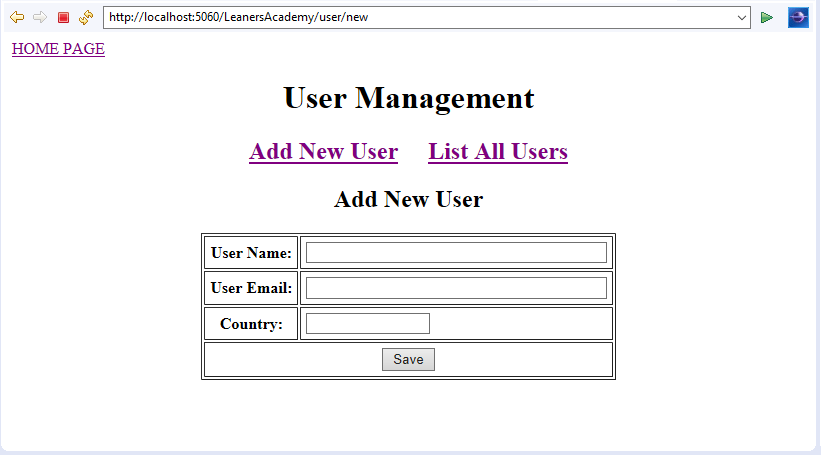 http://localhost:5060/LeanersAcademy/user/new
HOME PAGE
User Management
Add New User List All Users
Add New User
User Name:
User Email:
Country:
Save